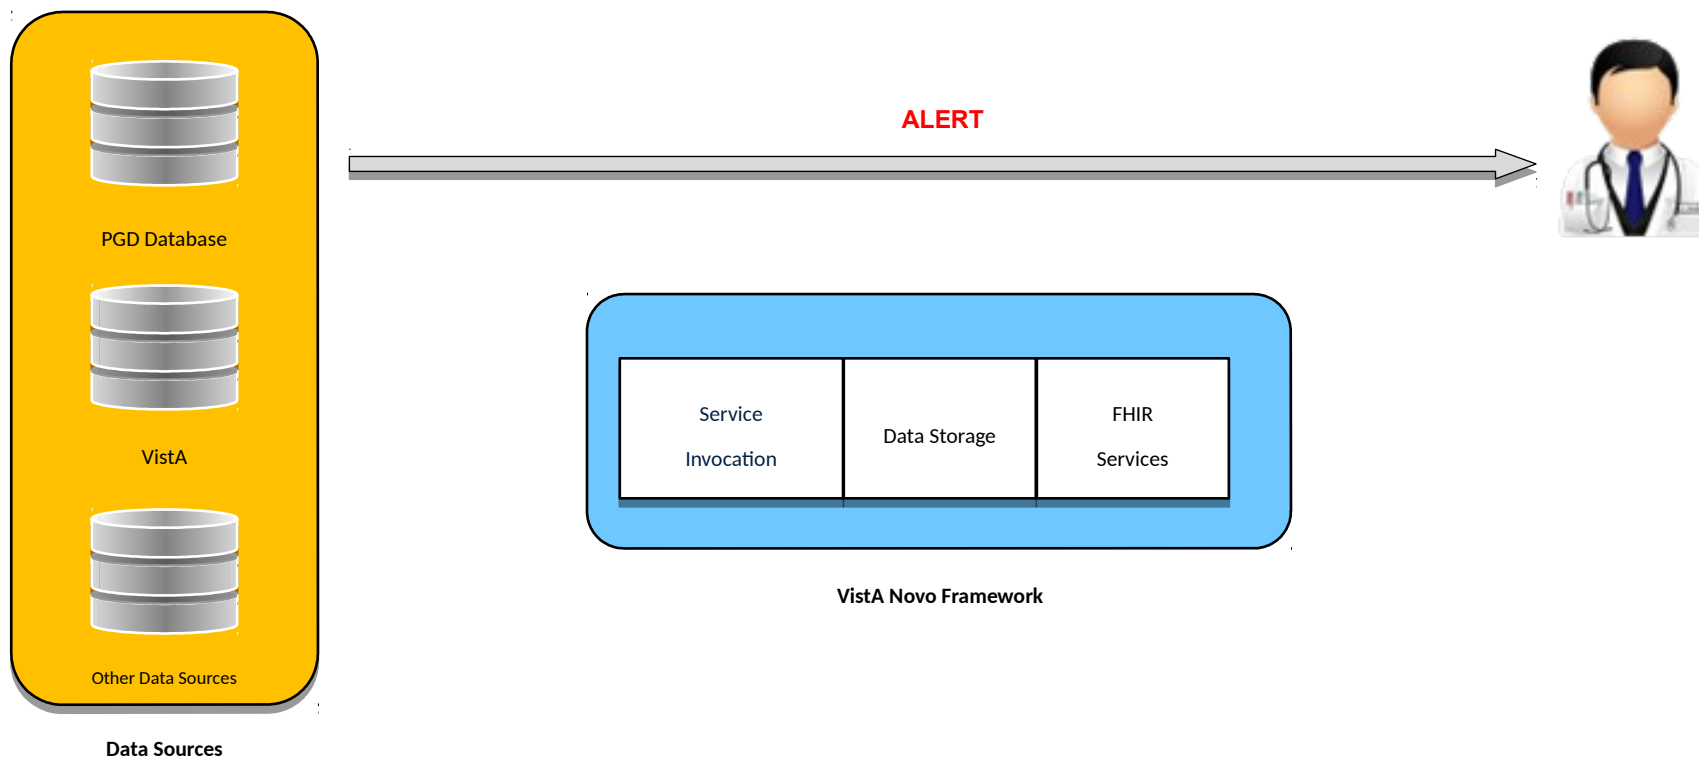 ALERT
PGD Database
VistA
Other Data Sources
Data Sources
Service
Invocation
Data Storage
FHIR
Services
VistA Novo Framework